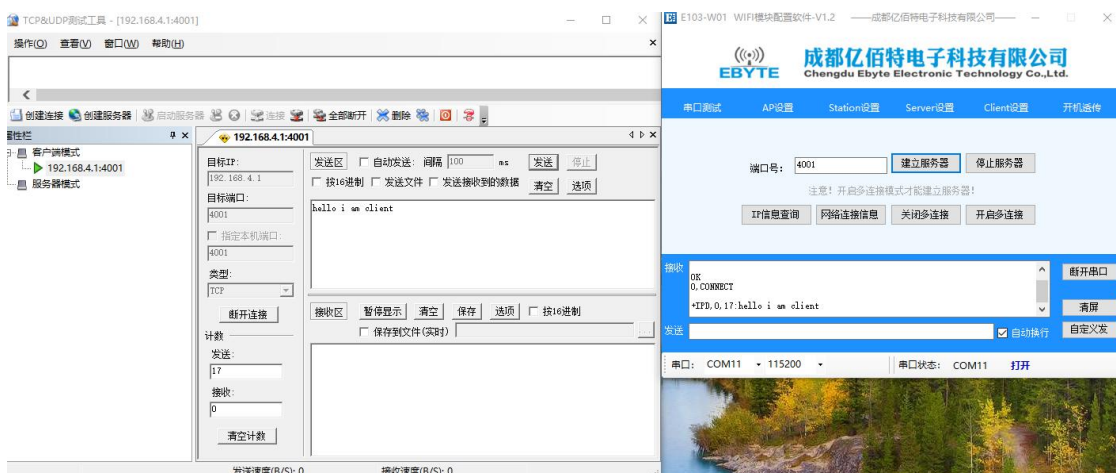 TCP&UDP测试工具 - [192.168.4.1:4001]
操作(O) 查看(V) 窗口(W) 帮助(H)
创建连接 创建服务器 启动服务器 连接 全部断开 删除
属性栏
客户端模式
192.168.4.1:4001
服务器模式
192.168.4.1:4001
目标IP:
192.168.4.1
目标端口:
4001
指定本机端口:
4001
类型:
TCP
断开连接
计数
发送:
17
接收:
0
清空计数
发送区 自动发送: 间隔 100 ms 发送 停止
按16进制 发送文件 发送接收到的数据 清空 选项
hello i am client
接收区 暂停显示 清空 保存 选项 按16进制
保存到文件(实时)
发送速度(B/S): 0 接收速度(B/S): 0
E103-W01 WIFI模块配置软件-V1.2 ——成都亿佰特电子科技有限公司——
EBYTE
成都亿佰特电子科技有限公司
Chengdu Ebyte Electronic Technology Co.,Ltd.
串口测试 AP设置 Station设置 Server设置 Client设置 开机透传
端口号: 4001 建立服务器 停止服务器
注意!开启多连接模式才能建立服务器!
IP信息查询 网络连接信息 关闭多连接 开启多连接
接收
OK
0,CONNECT
+IPD,0,17:hello i am client
断开串口
清屏
发送 自动换行 自定义发
串口: COM11 115200 串口状态: COM11 打开